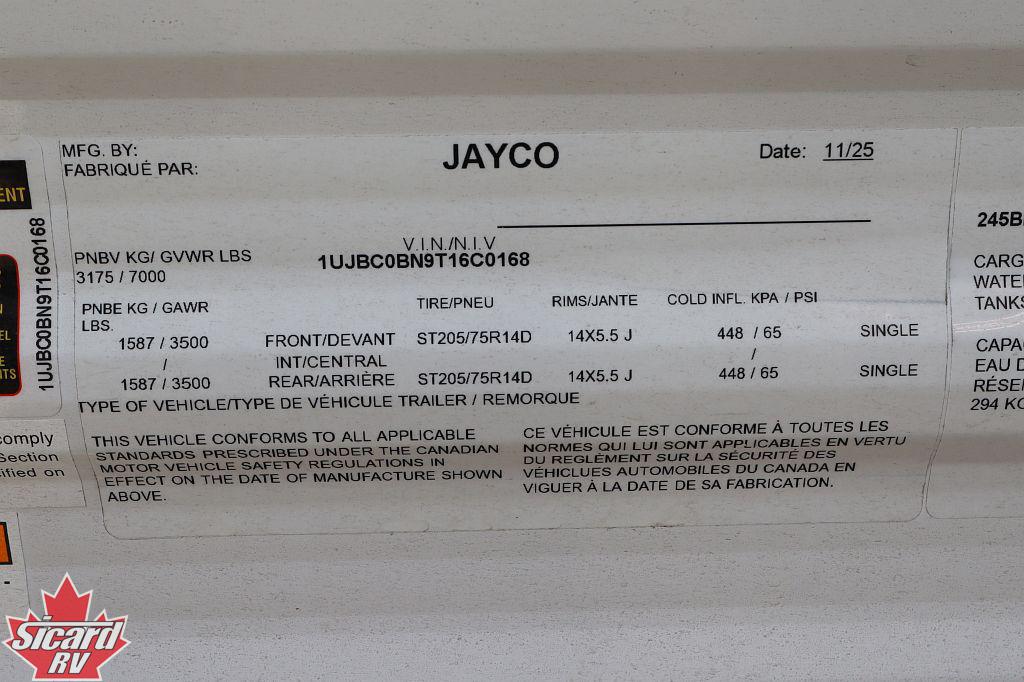 MFG. BY:
FABRIQUÉ PAR:
JAYCO
Date: 11/25
PNBV KG/ GVWR LBS
3175 / 7000
V.I.N./N.I.V
1UJBC0BN9T16C0168
PNBE KG / GAWR
LBS.
TIRE/PNEU RIMS/JANTE COLD INFL. KPA / PSI
1587 / 3500 FRONT/DEVANT ST205/75R14D 14X5.5 J 448 / 65 SINGLE
/ INT/CENTRAL /
1587 / 3500 REAR/ARRIÈRE ST205/75R14D 14X5.5 J 448 / 65 SINGLE
TYPE OF VEHICLE/TYPE DE VÉHICULE TRAILER / REMORQUE
THIS VEHICLE CONFORMS TO ALL APPLICABLE
STANDARDS PRESCRIBED UNDER THE CANADIAN
MOTOR VEHICLE SAFETY REGULATIONS IN
EFFECT ON THE DATE OF MANUFACTURE SHOWN
ABOVE.
CE VÉHICULE EST CONFORME À TOUTES LES
NORMES QUI LUI SONT APPLICABLES EN VERTU
DU REGLÈMENT SUR LA SÉCURITÉ DES
VÉHICLUES AUTOMOBILES DU CANADA EN
VIGUER À LA DATE DE SA FABRICATION.
1UJBC0BN9T16C0168
ENT
EL
E
TS
comply
Section
ified on
245B
CARG
WATE
TANKS
CAPA
EAU D
RÉSE
294 KG
Sicard
RV